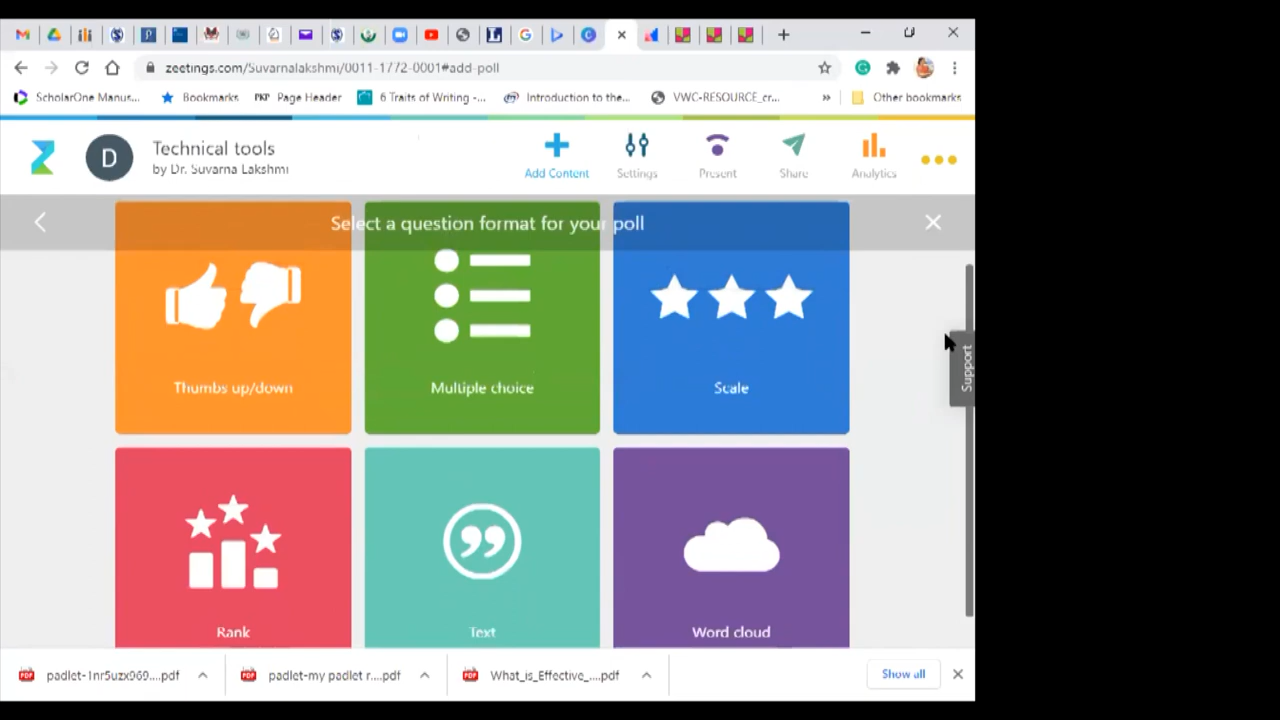 zeetings.com/Suvarnalakshmi/0011-1772-0001#add-poll
ScholarOne Manus... Bookmarks PKP Page Header 6 Traits of Writing -... Introduction to the... VWC-RESOURCE_cr... » Other bookmarks
D
Technical tools
by Dr. Suvarna Lakshmi
Add Content Settings Present Share Analytics
Select a question format for your poll
Thumbs up/down Multiple choice Scale
Support
Rank Text Word cloud
padlet-1nr5uzx969....pdf padlet-my padlet r....pdf What_is_Effective_....pdf Show all